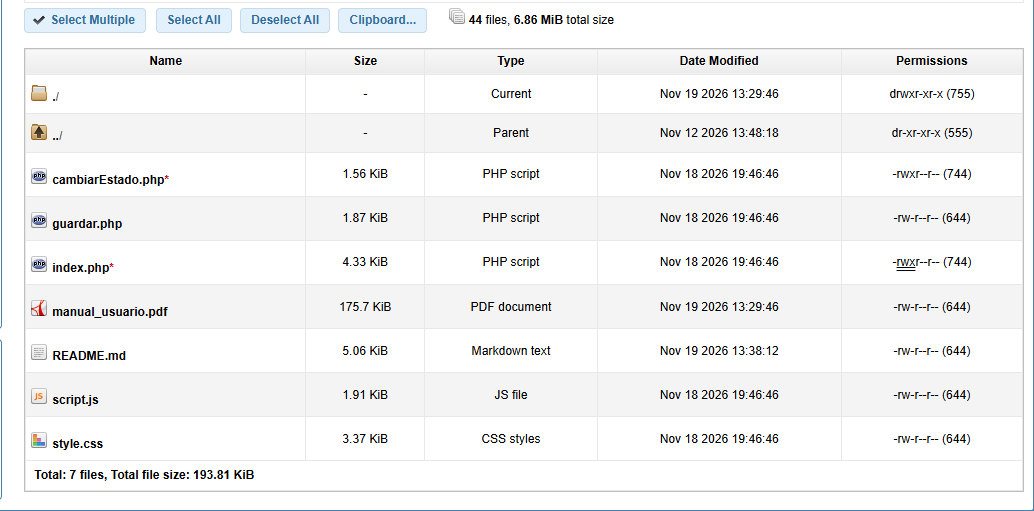 Select Multiple Select All Deselect All Clipboard... 44 files, 6.86 MiB total size
Name Size Type Date Modified Permissions
./ - Current Nov 19 2026 13:29:46 drwxr-xr-x (755)
../ - Parent Nov 12 2026 13:48:18 dr-xr-xr-x (555)
php cambiarEstado.php* 1.56 KiB PHP script Nov 18 2026 19:46:46 -rwxr--r-- (744)
php guardar.php 1.87 KiB PHP script Nov 18 2026 19:46:46 -rw-r--r-- (644)
php index.php* 4.33 KiB PHP script Nov 18 2026 19:46:46 -rwxr--r-- (744)
manual_usuario.pdf 175.7 KiB PDF document Nov 19 2026 13:29:46 -rw-r--r-- (644)
README.md 5.06 KiB Markdown text Nov 19 2026 13:38:12 -rw-r--r-- (644)
JS script.js 1.91 KiB JS file Nov 18 2026 19:46:46 -rw-r--r-- (644)
style.css 3.37 KiB CSS styles Nov 18 2026 19:46:46 -rw-r--r-- (644)
Total: 7 files, Total file size: 193.81 KiB